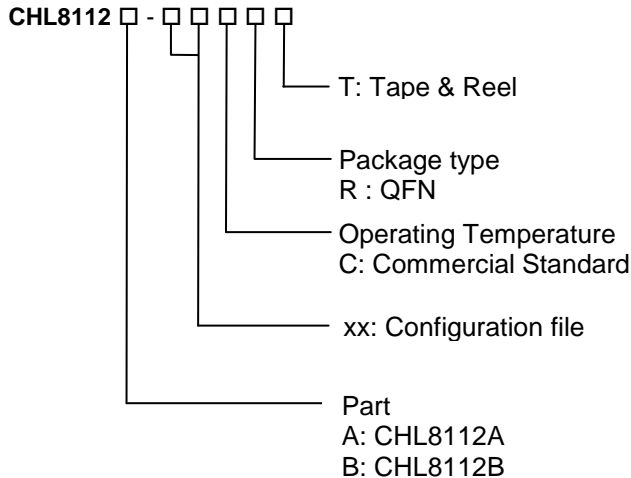 CHL8112 □ - □ □ □ □ □
T: Tape & Reel
Package type
R : QFN
Operating Temperature
C: Commercial Standard
xx: Configuration file
Part
A: CHL8112A
B: CHL8112B